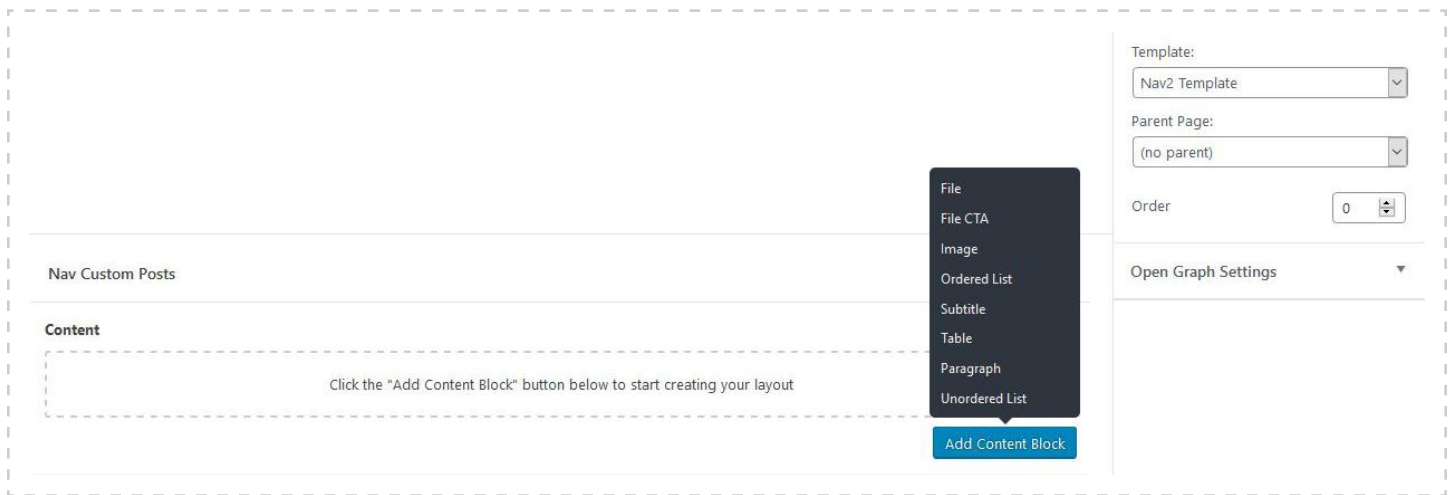 Template:
Nav2 Template
Parent Page:
(no parent)
Order
0
Open Graph Settings
Nav Custom Posts
Content
Click the "Add Content Block" button below to start creating your layout
File
File CTA
Image
Ordered List
Subtitle
Table
Paragraph
Unordered List
Add Content Block